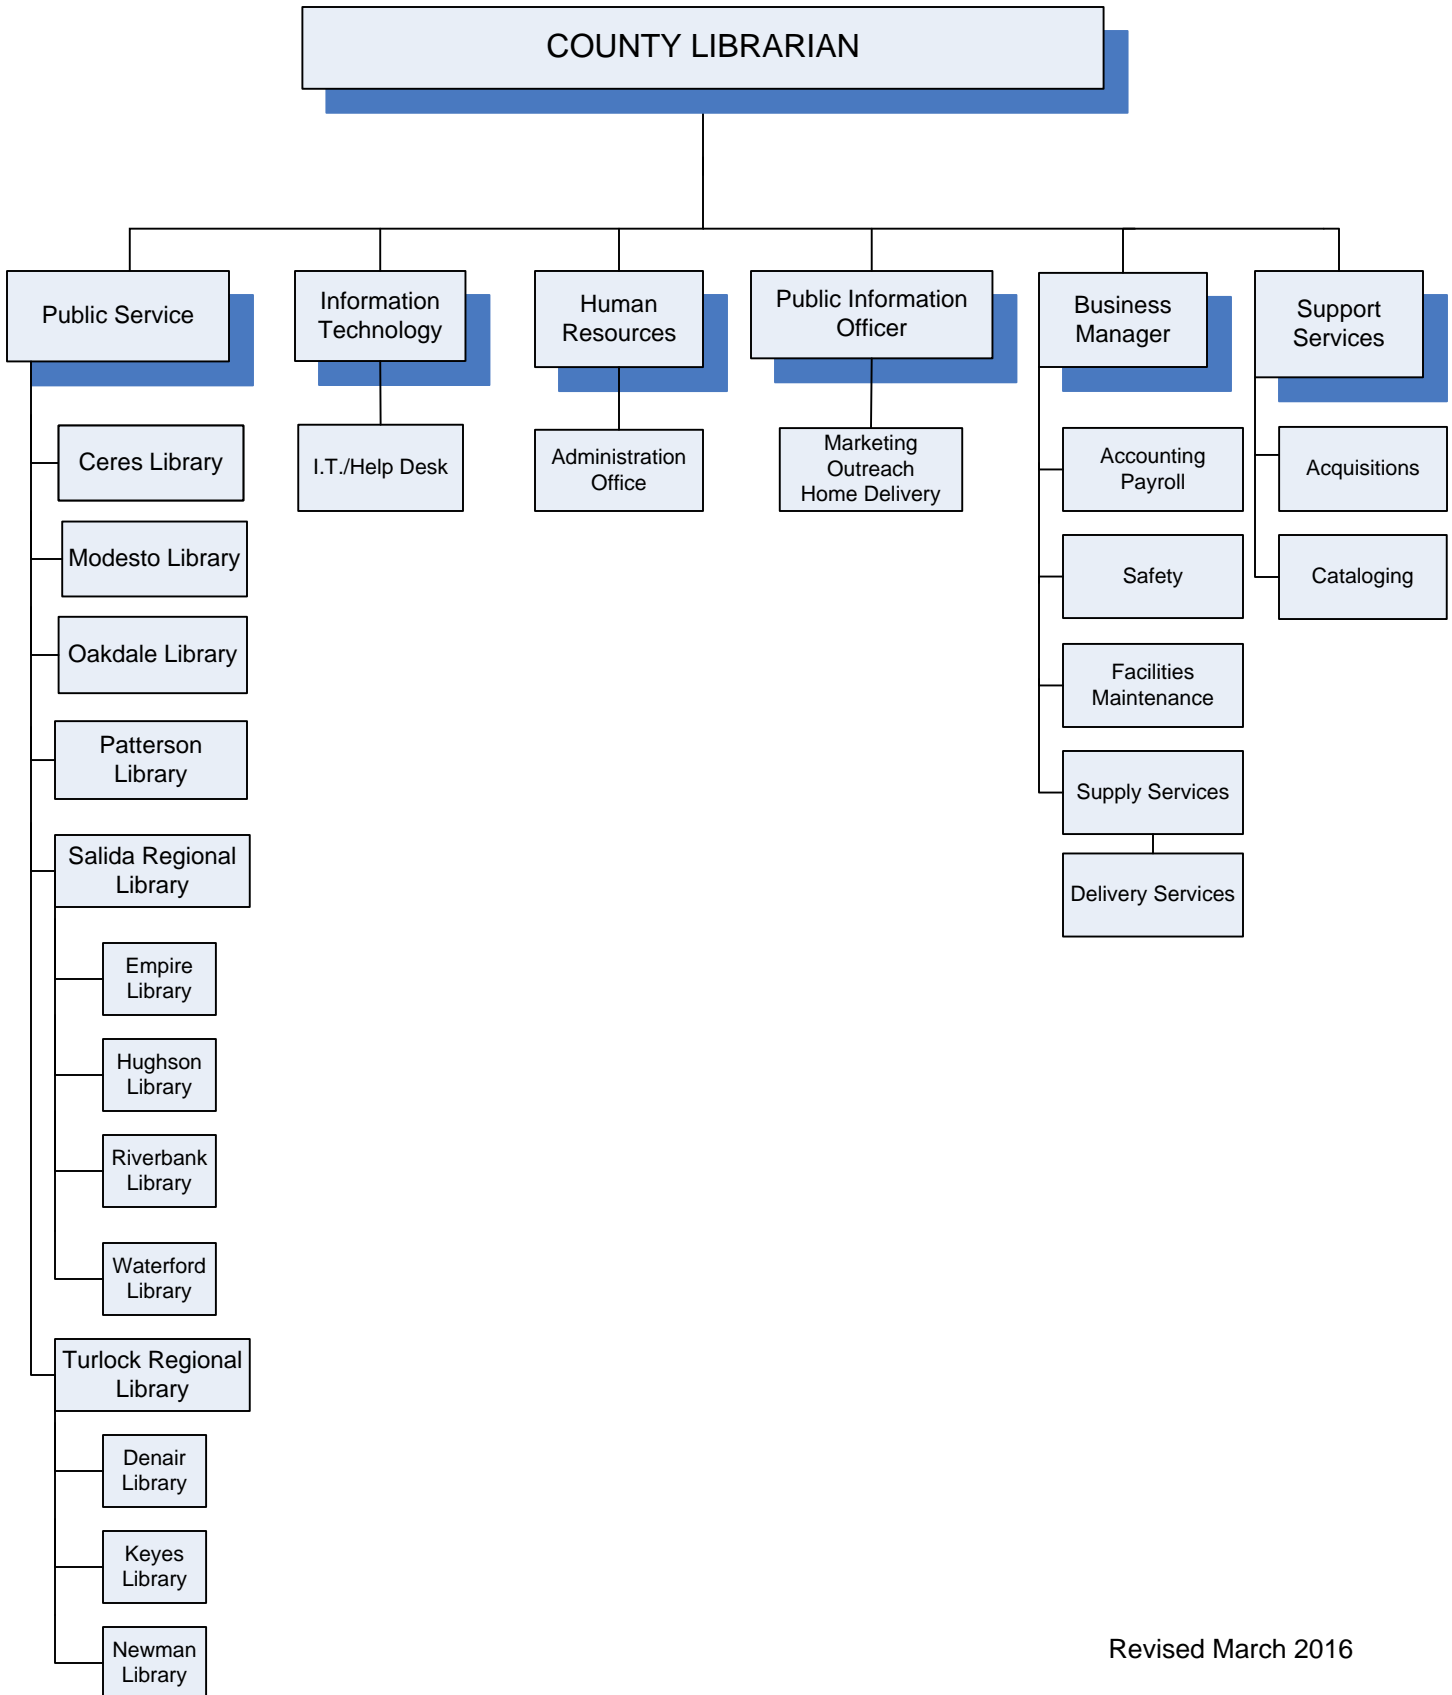 COUNTY LIBRARIAN
Public Service
Information
Technology
Human
Resources
Public Information
Officer
Business
Manager
Support
Services
Ceres Library
Modesto Library
Oakdale Library
Patterson
Library
Salida Regional
Library
Empire
Library
Hughson
Library
Riverbank
Library
Waterford
Library
Turlock Regional
Library
Denair
Library
Keyes
Library
Newman
Library
I.T./Help Desk
Administration
Office
Marketing
Outreach
Home Delivery
Accounting
Payroll
Safety
Facilities
Maintenance
Supply Services
Delivery Services
Acquisitions
Cataloging
Revised March 2016